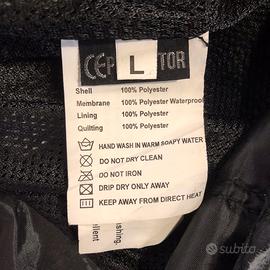 CEP L TOR
Shell 100% Polyester
Membrane 100% Polyester Waterproof
Lining 100% Polyester
Quilting 100% Polyester
HAND WASH IN WARM SOAPY WATER
DO NOT DRY CLEAN
DO NOT IRON
DRIP DRY ONLY AWAY
KEEP AWAY FROM DIRECT HEAT
shing.
ellent
subito